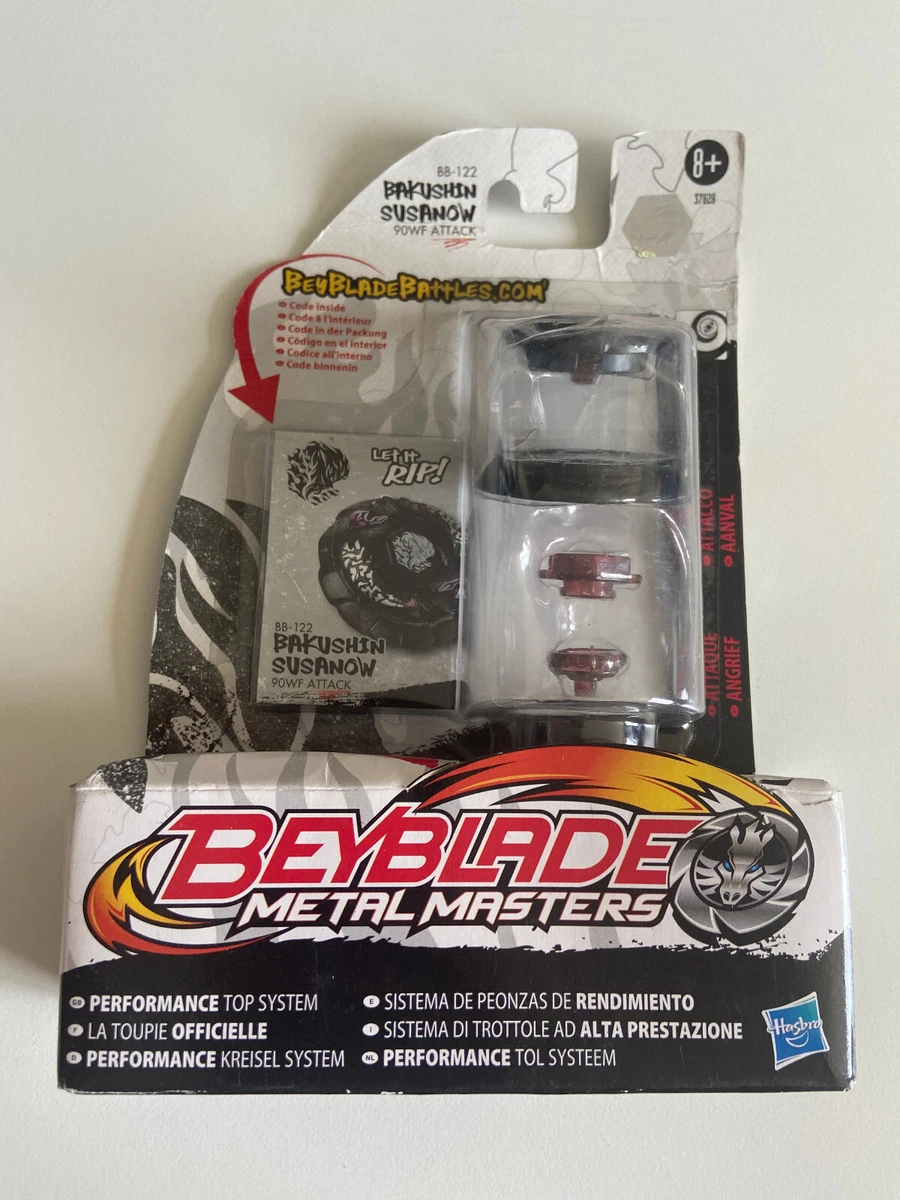 BB-122
BAKUSHIN
SUSANOW
90WF ATTACK
8+
37928
BEYBLADEBATTLES.COM
Code inside
Code à l'intérieur
Code in der Packung
Código en el interior
Codice all'interno
Code binnenin
LET IT
RIP!
BB-122
BAKUSHIN
SUSANOW
90WF ATTACK
ATTAQUE
ATTACCO
ANGRIEF
AANVAL
BEYBLADE
METAL MASTERS
GB PERFORMANCE TOP SYSTEM
F LA TOUPIE OFFICIELLE
D PERFORMANCE KREISEL SYSTEM
E SISTEMA DE PEONZAS DE RENDIMIENTO
I SISTEMA DI TROTTOLE AD ALTA PRESTAZIONE
NL PERFORMANCE TOL SYSTEEM
Hasbro